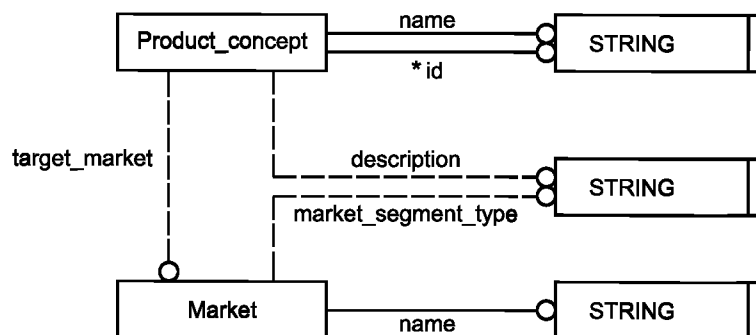 name
Product_concept
STRING
* id
target_market
description
STRING
market_segment_type
Market
STRING
name